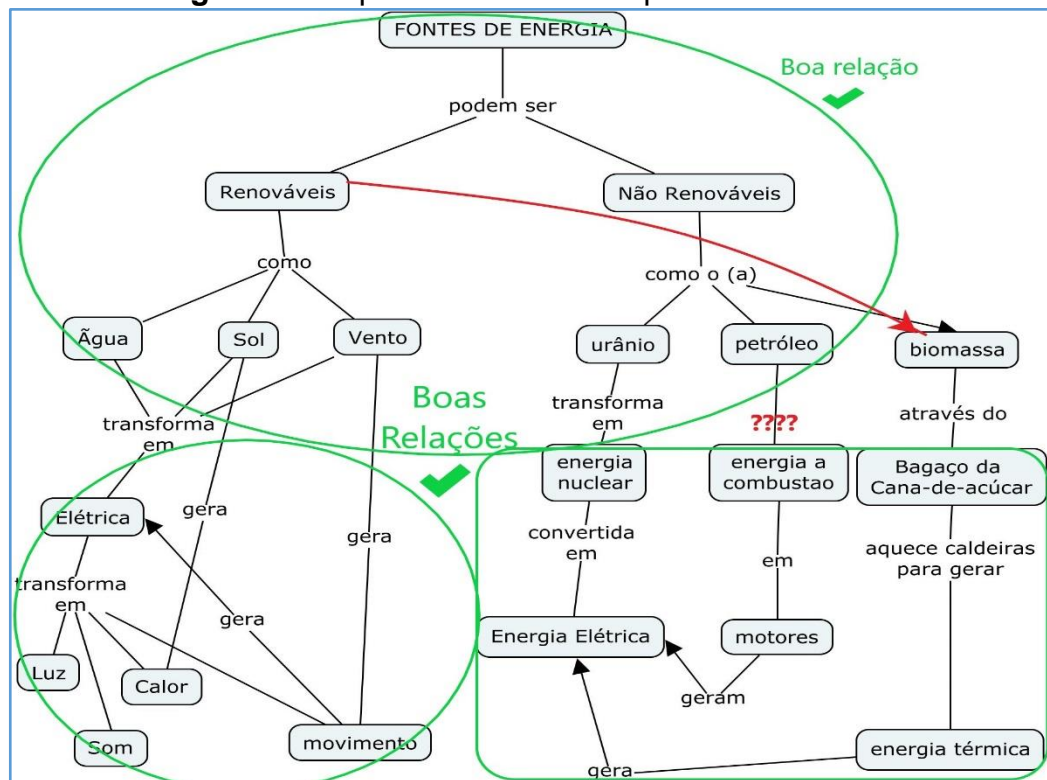 FONTES DE ENERGIA
Boa relação
podem ser
Renováveis
Não Renováveis
como
como o (a)
Ãgua
Sol
Vento
urânio
petróleo
biomassa
transforma
em
Boas
Relações
transforma
em
????
através do
energia
nuclear
energia a
combustao
Bagaço da
Cana-de-acúcar
Elétrica
gera
gera
convertida
em
em
aquece caldeiras
para gerar
transforma
em
gera
Energia Elétrica
motores
Luz
Calor
geram
Som
movimento
energia térmica
gera